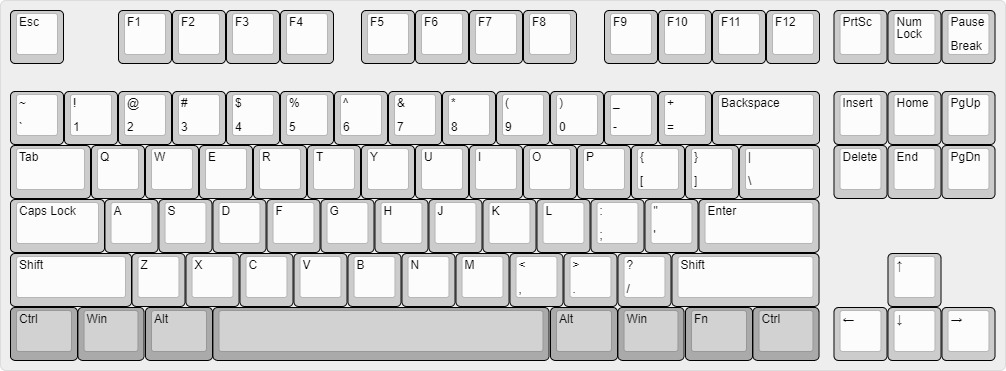 Esc F1 F2 F3 F4 F5 F6 F7 F8 F9 F10 F11 F12 PrtSc Num Pause
Lock Break
~ ! @ # $ % ^ & * ( ) _ + Backspace Insert Home PgUp
` 1 2 3 4 5 6 7 8 9 0 - =
Tab Q W E R T Y U I O P { } | Delete End PgDn
[ ] \
Caps Lock A S D F G H J K L : " Enter
; '
Shift Z X C V B N M < > ? Shift ↑
, . /
Ctrl Win Alt Alt Win Fn Ctrl ← ↓ →